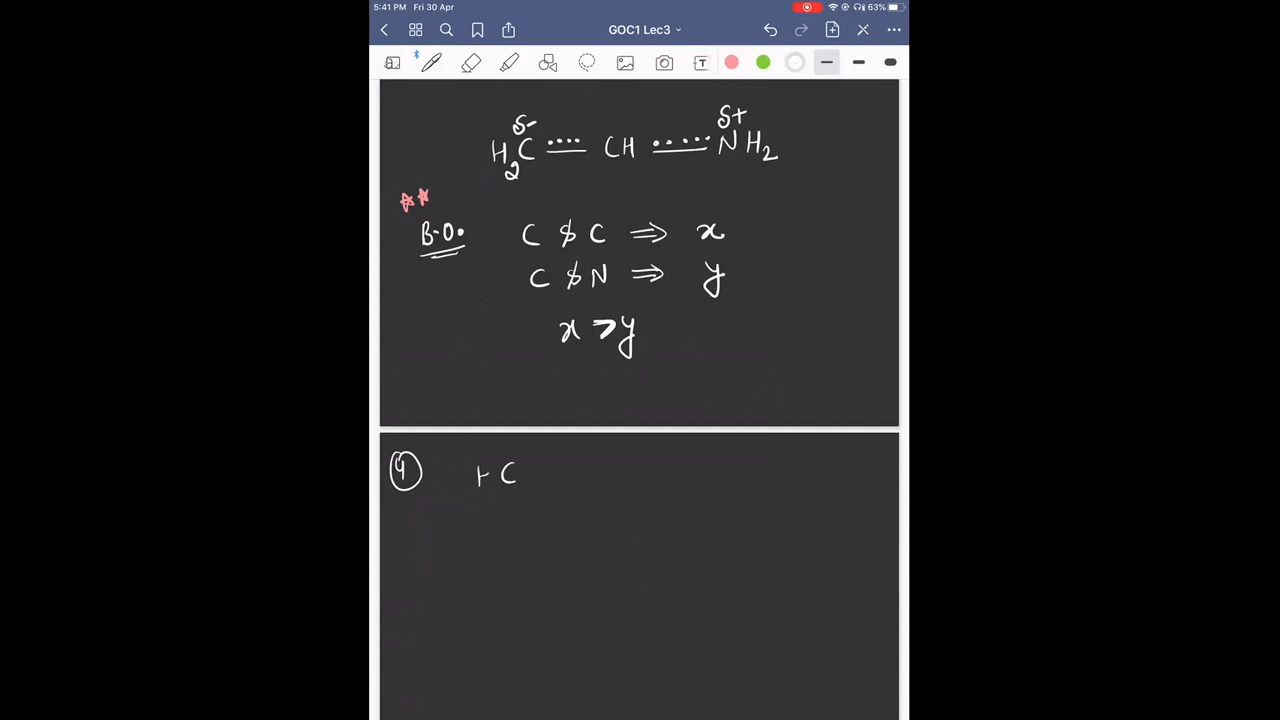 5:41 PM Fri 30 Apr 63%
GOC1 Lec3
T
δ- δ+
H2C CH NH2
B.O. C & C ⇒ x
C & N ⇒ y
x > y
4 C